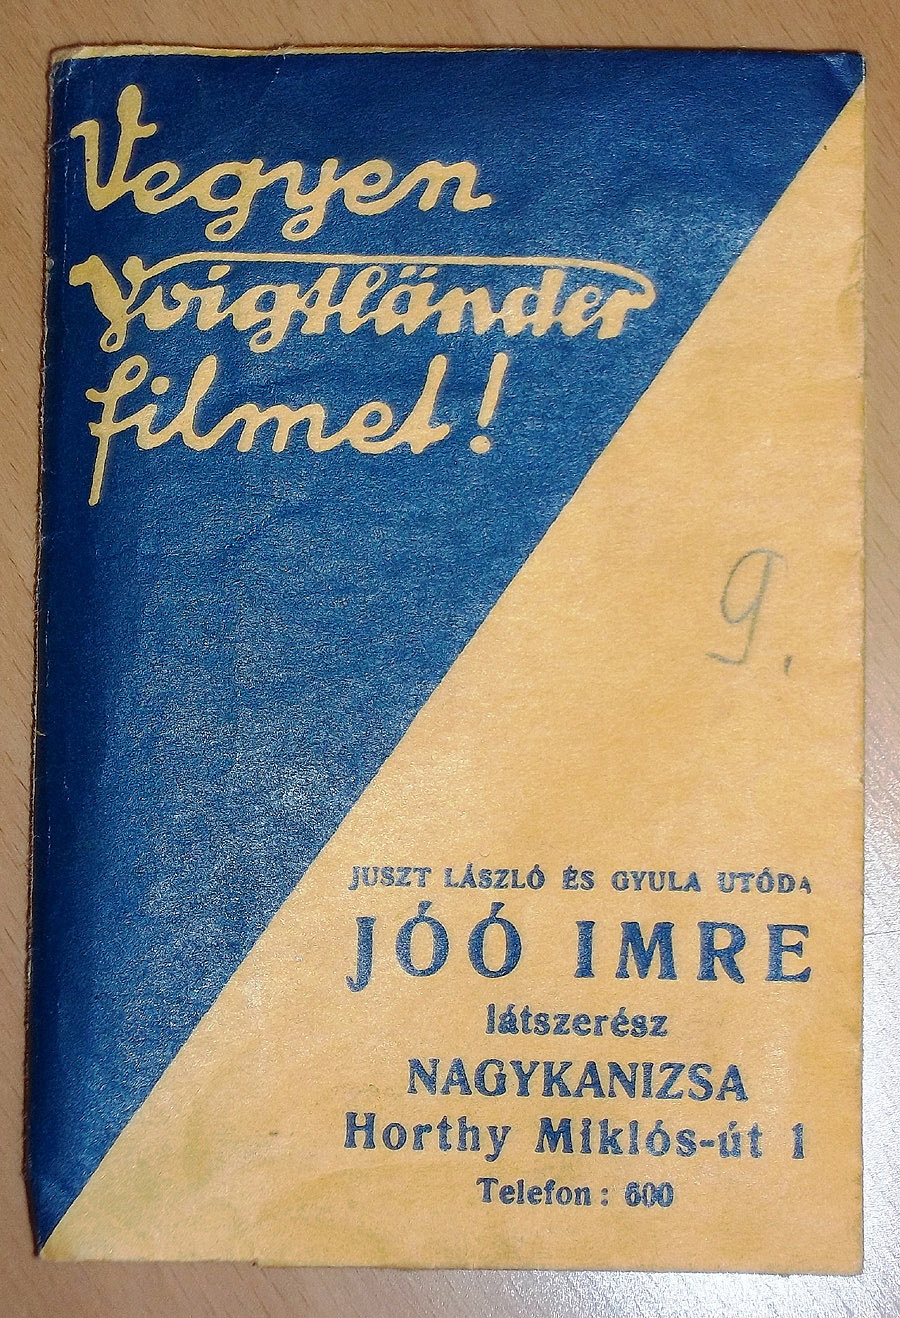 Vegyen
Voigtländer
filmet!
9.
JUSZT LÁSZLÓ ÉS GYULA UTÓDA
JÓÓ IMRE
látszerész
NAGYKANIZSA
Horthy Miklós-út 1
Telefon: 600